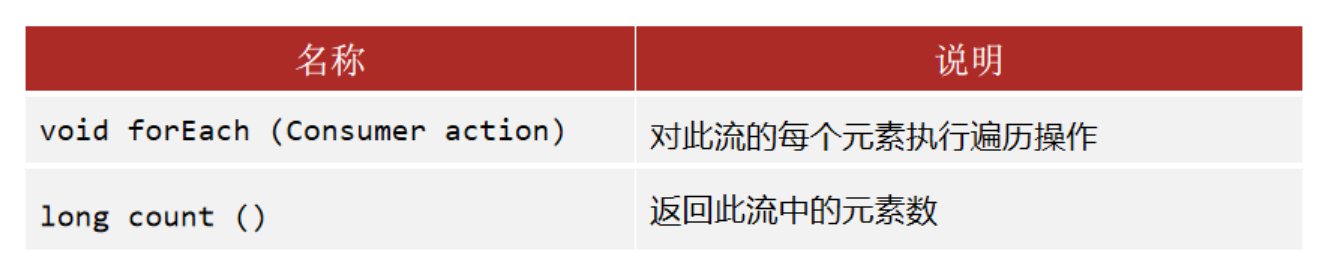 名称 说明
void forEach (Consumer action) 对此流的每个元素执行遍历操作
long count () 返回此流中的元素数